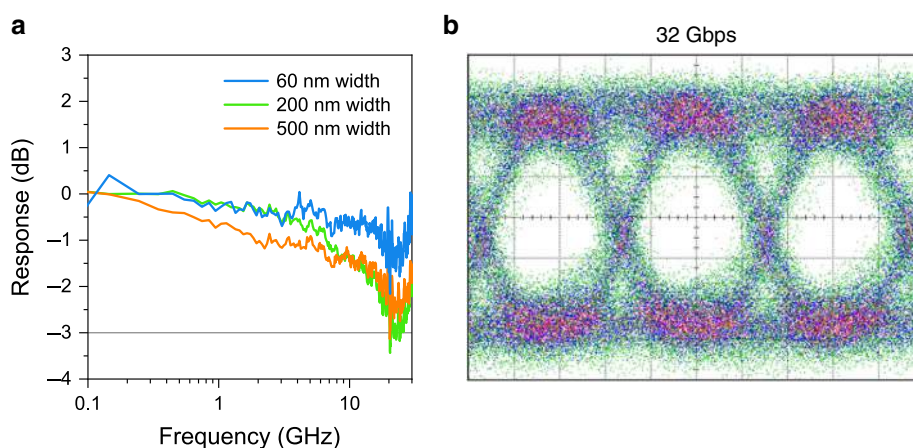 a
3
2
1
0
–1
–2
–3
–4
Response (dB)
60 nm width
200 nm width
500 nm width
0.1 1 10
Frequency (GHz)
b
32 Gbps